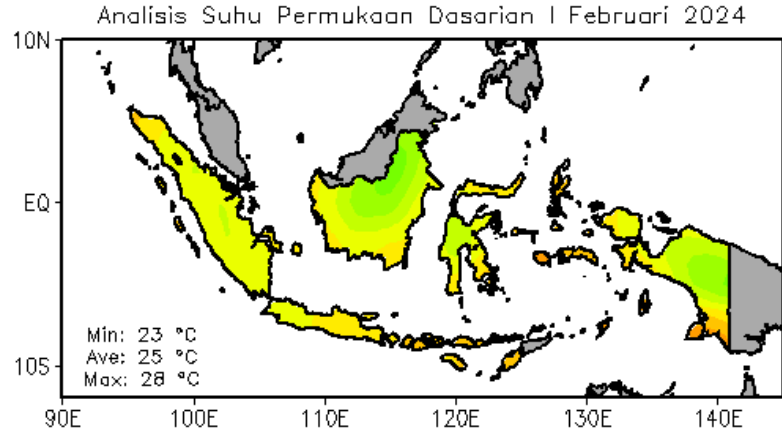 Analisis Suhu Permukaan Dasarian I Februari 2024
10N
EQ
10S
Min: 23 °C
Ave: 25 °C
Max: 28 °C
90E 100E 110E 120E 130E 140E